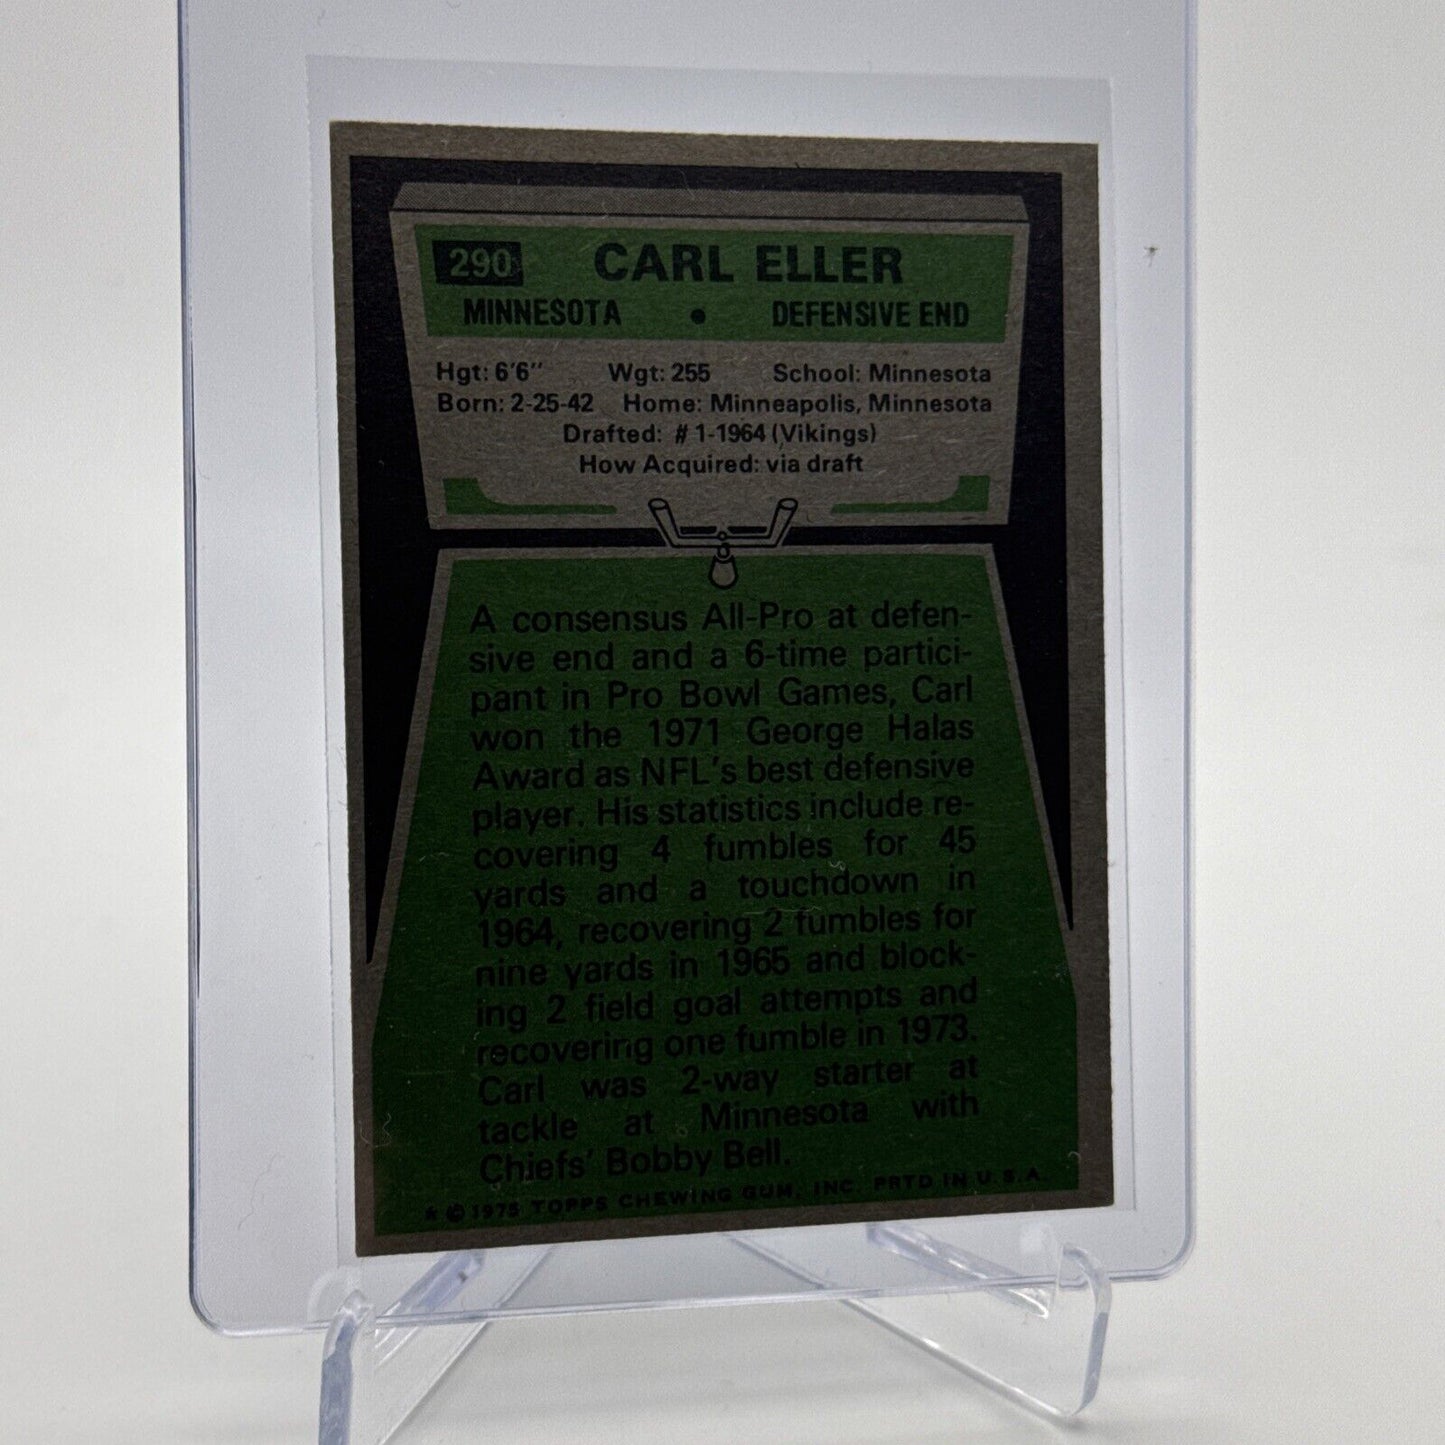 290 CARL ELLER
MINNESOTA • DEFENSIVE END
Hgt: 6'6" Wgt: 255 School: Minnesota
Born: 2-25-42 Home: Minneapolis, Minnesota
Drafted: #1-1964 (Vikings)
How Acquired: via draft
A consensus All-Pro at defen-
sive end and a 6-time partici-
pant in Pro Bowl Games, Carl
won the 1971 George Halas
Award as NFL's best defensive
player. His statistics include re-
covering 4 fumbles for 45
yards and a touchdown in
1964, recovering 2 fumbles for
nine yards in 1965 and block-
ing 2 field goal attempts and
recovering one fumble in 1973.
Carl was 2-way starter at
tackle at Minnesota with
Chiefs' Bobby Bell.
* © 1975 TOPPS CHEWING GUM, INC. PRTD IN U.S.A.